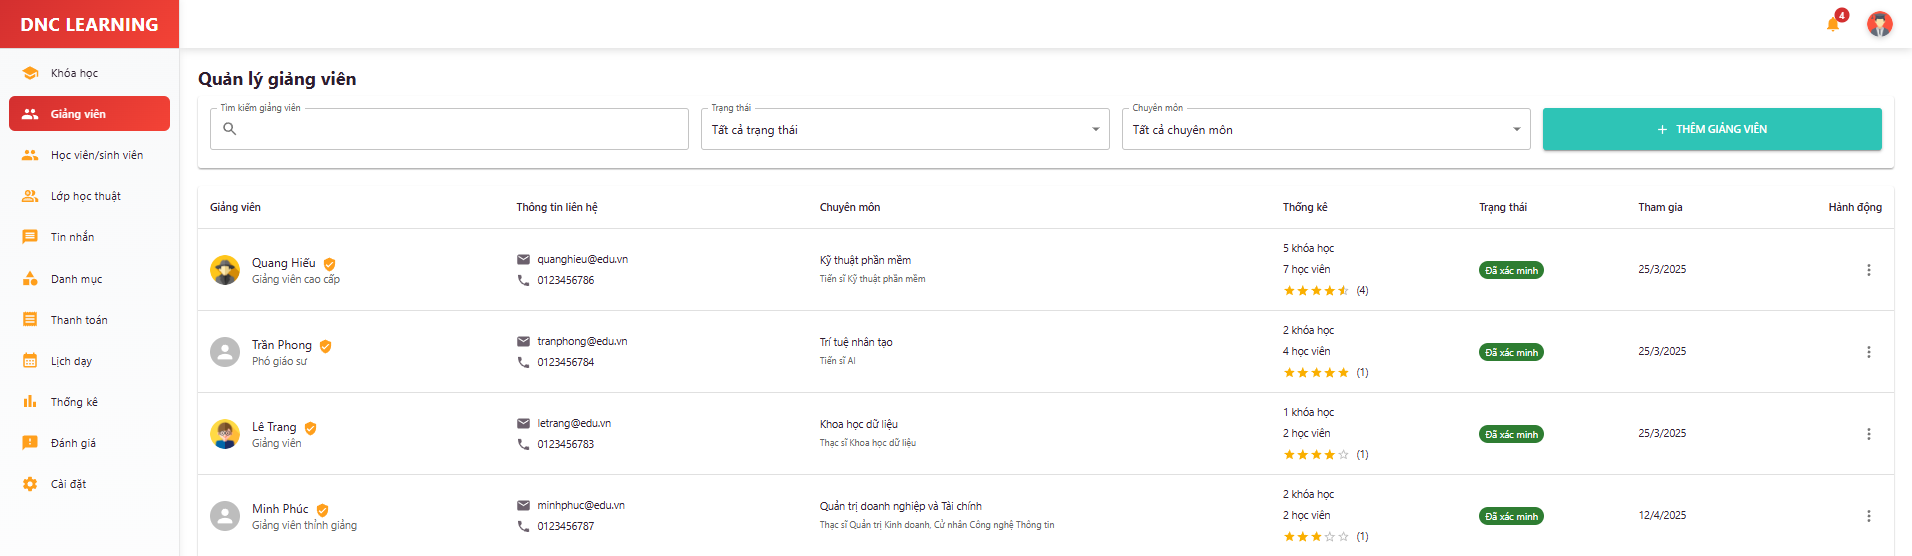 DNC LEARNING
4
Khóa học
Giảng viên
Học viên/sinh viên
Lớp học thuật
Tin nhắn
Danh mục
Thanh toán
Lịch dạy
Thống kê
Đánh giá
Cài đặt
Quản lý giảng viên
Tìm kiếm giảng viên
Trạng thái
Tất cả trạng thái
Chuyên môn
Tất cả chuyên môn
+ THÊM GIẢNG VIÊN
Giảng viên Thông tin liên hệ Chuyên môn Thống kê Trạng thái Tham gia Hành động
Quang Hiếu
Giảng viên cao cấp
quanghieu@edu.vn
0123456786
Kỹ thuật phần mềm
Tiến sĩ Kỹ thuật phần mềm
5 khóa học
7 học viên
(4)
Đã xác minh
25/3/2025
Trần Phong
Phó giáo sư
tranphong@edu.vn
0123456784
Trí tuệ nhân tạo
Tiến sĩ AI
2 khóa học
4 học viên
(1)
Đã xác minh
25/3/2025
Lê Trang
Giảng viên
letrang@edu.vn
0123456783
Khoa học dữ liệu
Thạc sĩ Khoa học dữ liệu
1 khóa học
2 học viên
(1)
Đã xác minh
25/3/2025
Minh Phúc
Giảng viên thỉnh giảng
minhphuc@edu.vn
0123456787
Quản trị doanh nghiệp và Tài chính
Thạc sĩ Quản trị Kinh doanh, Cử nhân Công nghệ Thông tin
2 khóa học
2 học viên
(1)
Đã xác minh
12/4/2025